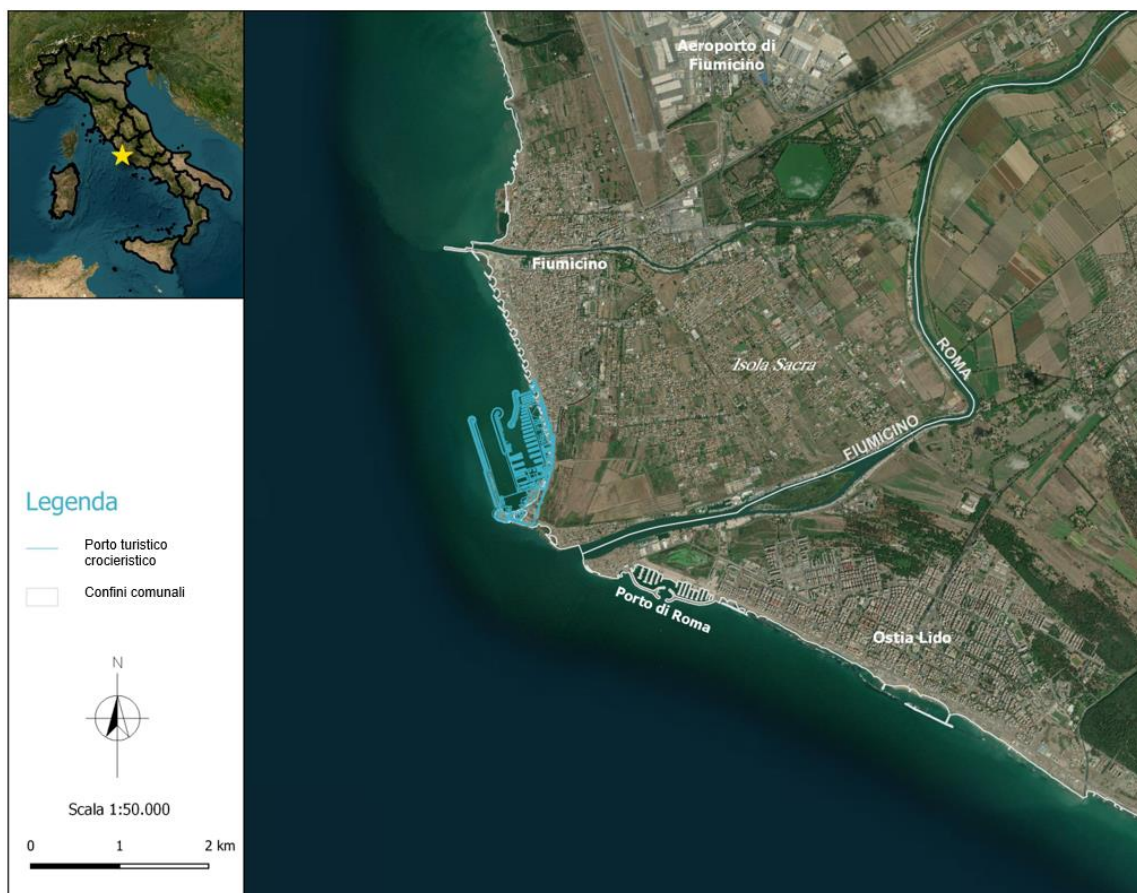 Aeroporto di
Fiumicino
Fiumicino
Isola Sacra
ROMA
FIUMICINO
Porto di Roma
Ostia Lido
Legenda
Porto turistico
crocieristico
Confini comunali
N
Scala 1:50.000
0 1 2 km